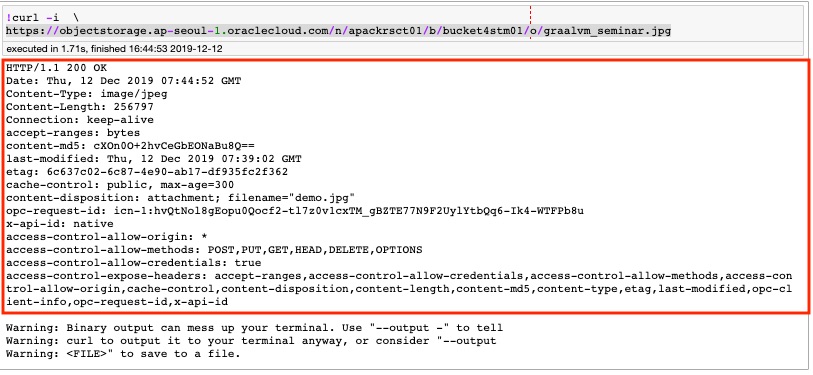 !curl -i  \
https://objectstorage.ap-seoul-1.oraclecloud.com/n/apackrsct01/b/bucket4stm01/o/graalvm_seminar.jpg
executed in 1.71s, finished 16:44:53 2019-12-12
HTTP/1.1 200 OK
Date: Thu, 12 Dec 2019 07:44:52 GMT
Content-Type: image/jpeg
Content-Length: 256797
Connection: keep-alive
accept-ranges: bytes
content-md5: cXOn0O+2hvCeGbEONaBu8Q==
last-modified: Thu, 12 Dec 2019 07:39:02 GMT
etag: 6c637c02-6c87-4e90-ab17-df935fc2f362
cache-control: public, max-age=300
content-disposition: attachment; filename="demo.jpg"
opc-request-id: icn-1:hvQtNol8gEopu0Qocf2-tl7z0v1cxTM_gBZTE77N9F2UylYtbQq6-Ik4-WTFPb8u
x-api-id: native
access-control-allow-origin: *
access-control-allow-methods: POST,PUT,GET,HEAD,DELETE,OPTIONS
access-control-allow-credentials: true
access-control-expose-headers: accept-ranges,access-control-allow-credentials,access-control-allow-methods,access-con
trol-allow-origin,cache-control,content-disposition,content-length,content-md5,content-type,etag,last-modified,opc-cl
ient-info,opc-request-id,x-api-id
Warning: Binary output can mess up your terminal. Use "--output -" to tell
Warning: curl to output it to your terminal anyway, or consider "--output
Warning: <FILE>" to save to a file.